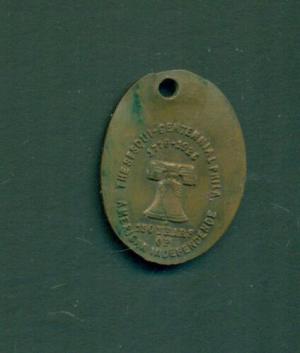 THE SESQUI-CENTENNIAL PHILA
1776-1926
150 YEARS
OF
AMERICAN INDEPENDENCE